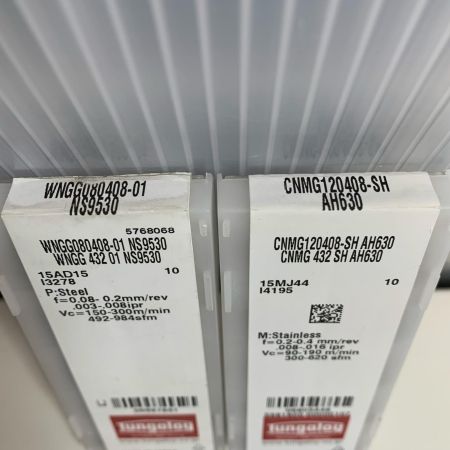 WNGG080408-01
NS9530
5768068
WNGG080408-01 NS9530
WNGG 432 01 NS9530
15AD15 10
I3278
P:Steel
f=0.08- 0.2mm/rev
.003-.008ipr
Vc=150-300m/min
492-984sfm
Tungaloy
CNMG120408-SH
AH630
CNMG120408-SH AH630
CNMG 432 SH AH630
15MJ44 10
I4195
M:Stainless
f=0.2-0.4 mm/rev
.008-.016 ipr
Vc=90-190 m/min
300-620 sfm
Tungaloy